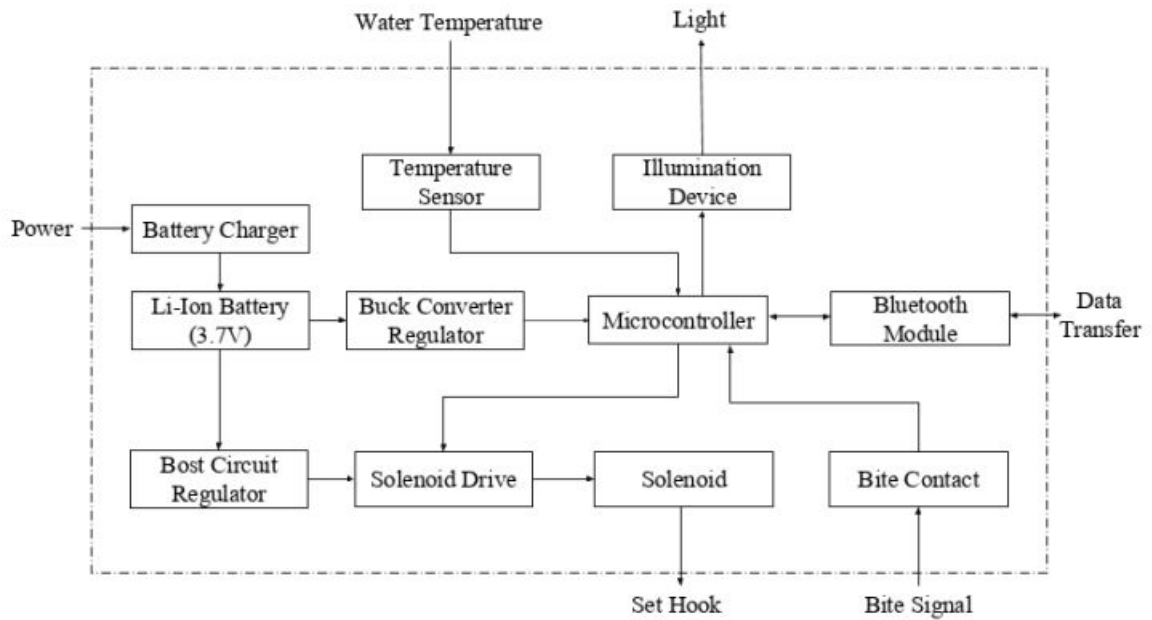 Water Temperature
Light
Temperature
Sensor
Illumination
Device
Power
Battery Charger
Li-Ion Battery
(3.7V)
Buck Converter
Regulator
Microcontroller
Bluetooth
Module
Data
Transfer
Bost Circuit
Regulator
Solenoid Drive
Solenoid
Bite Contact
Set Hook
Bite Signal